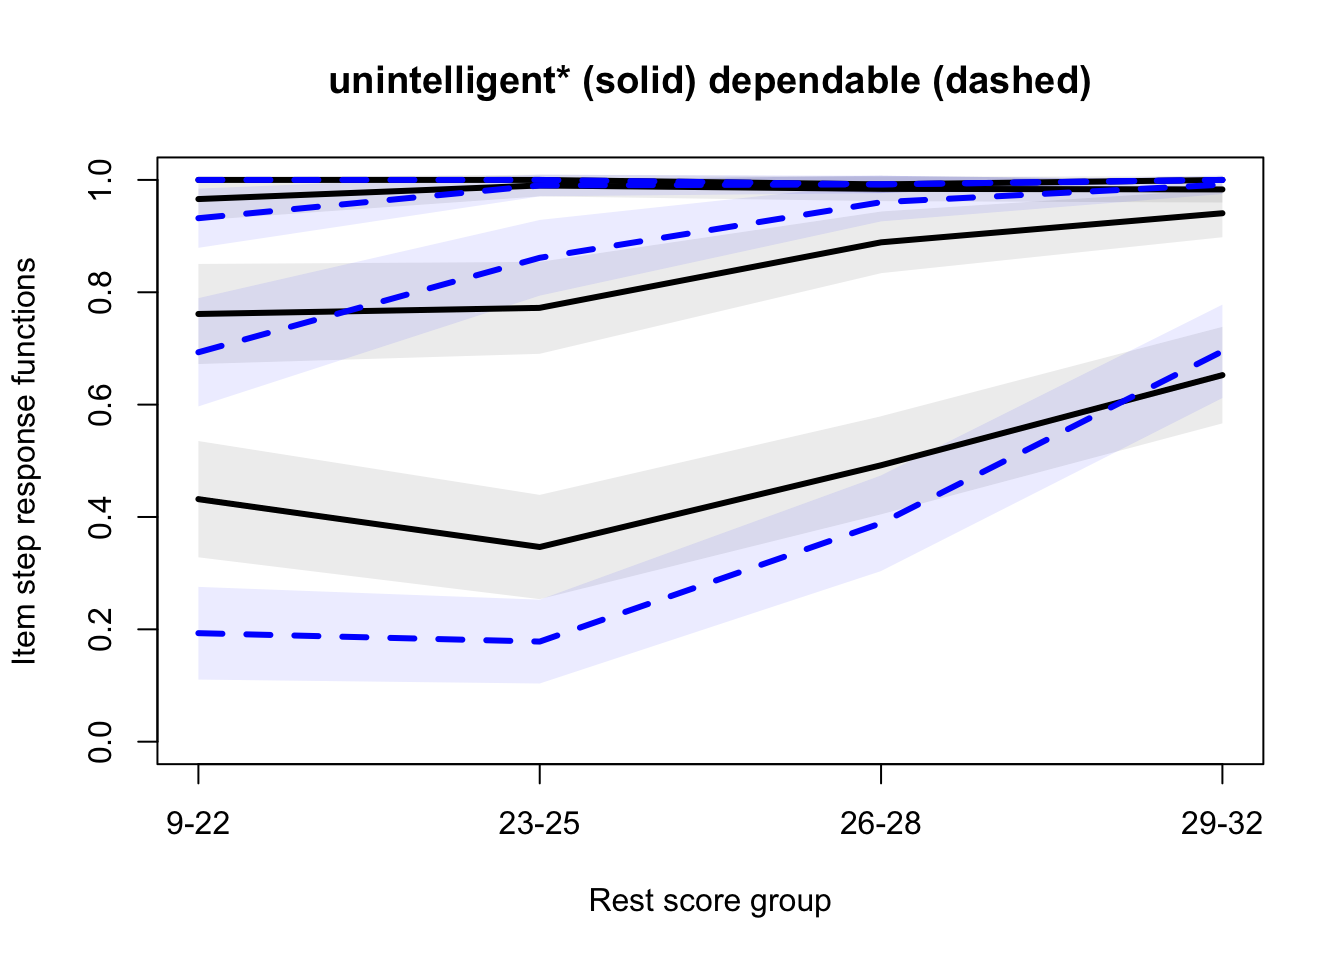 unintelligent* (solid) dependable (dashed)
Item step response functions
1.0
0.8
0.6
0.4
0.2
0.0
9-22 23-25 26-28 29-32
Rest score group